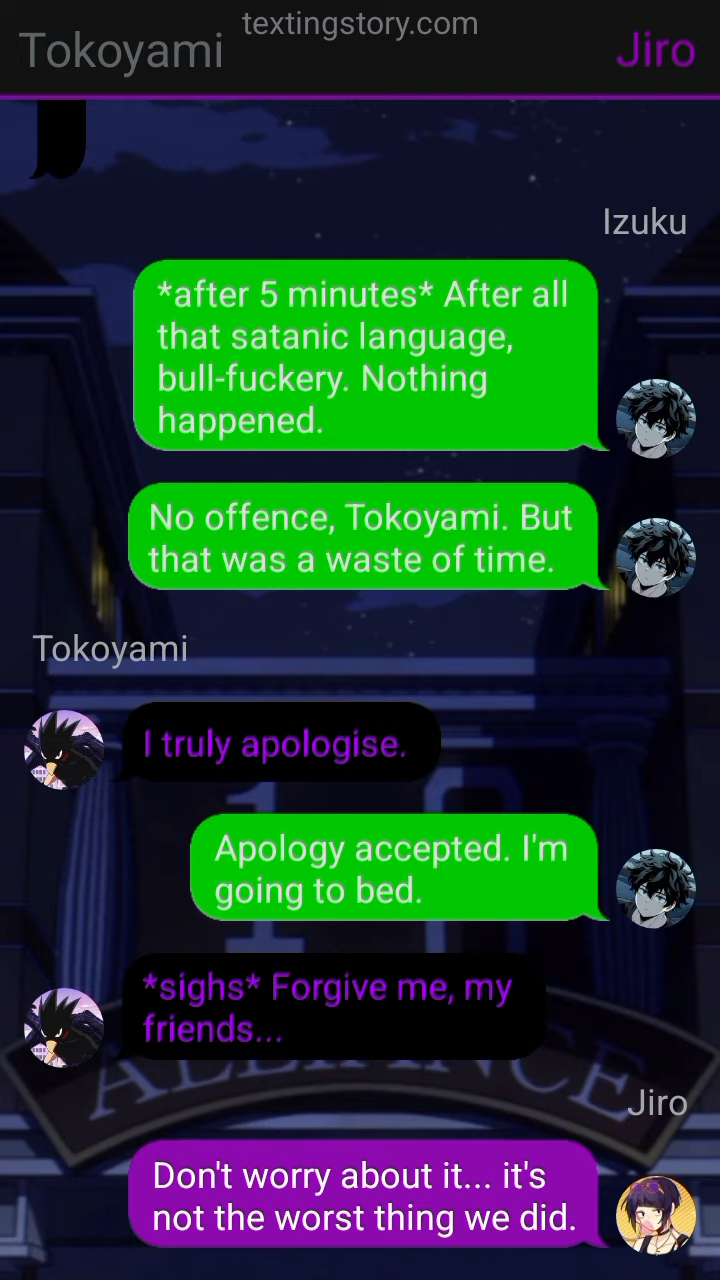 textingstory.com
Tokoyami
Jiro
Izuku
*after 5 minutes* After all
that satanic language,
bull-fuckery. Nothing
happened.
No offence, Tokoyami. But
that was a waste of time.
Tokoyami
I truly apologise.
Apology accepted. I'm
going to bed.
*sighs* Forgive me, my
friends...
ALLIANCE
Jiro
Don't worry about it... it's
not the worst thing we did.